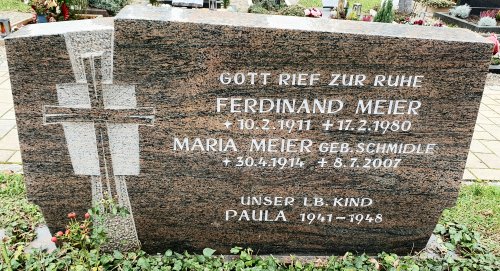 GOTT RIEF ZUR RUHE
FERDINAND MEIER
+ 10.2.1911 + 17.2.1980
MARIA MEIER GEB. SCHMIDLE
+ 30.4.1914 + 8.7.2007
UNSER LB. KIND
PAULA 1941-1948